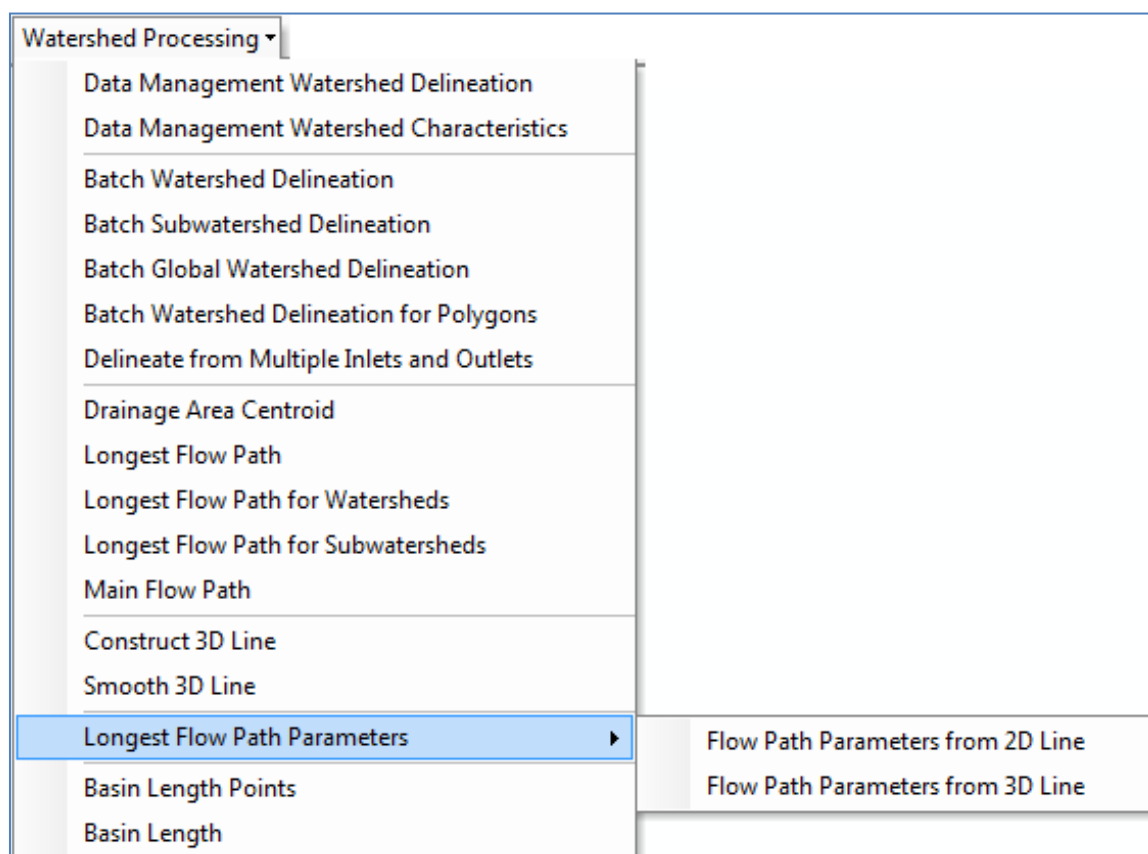 Watershed Processing
Data Management Watershed Delineation
Data Management Watershed Characteristics
Batch Watershed Delineation
Batch Subwatershed Delineation
Batch Global Watershed Delineation
Batch Watershed Delineation for Polygons
Delineate from Multiple Inlets and Outlets
Drainage Area Centroid
Longest Flow Path
Longest Flow Path for Watersheds
Longest Flow Path for Subwatersheds
Main Flow Path
Construct 3D Line
Smooth 3D Line
Longest Flow Path Parameters
Flow Path Parameters from 2D Line
Flow Path Parameters from 3D Line
Basin Length Points
Basin Length